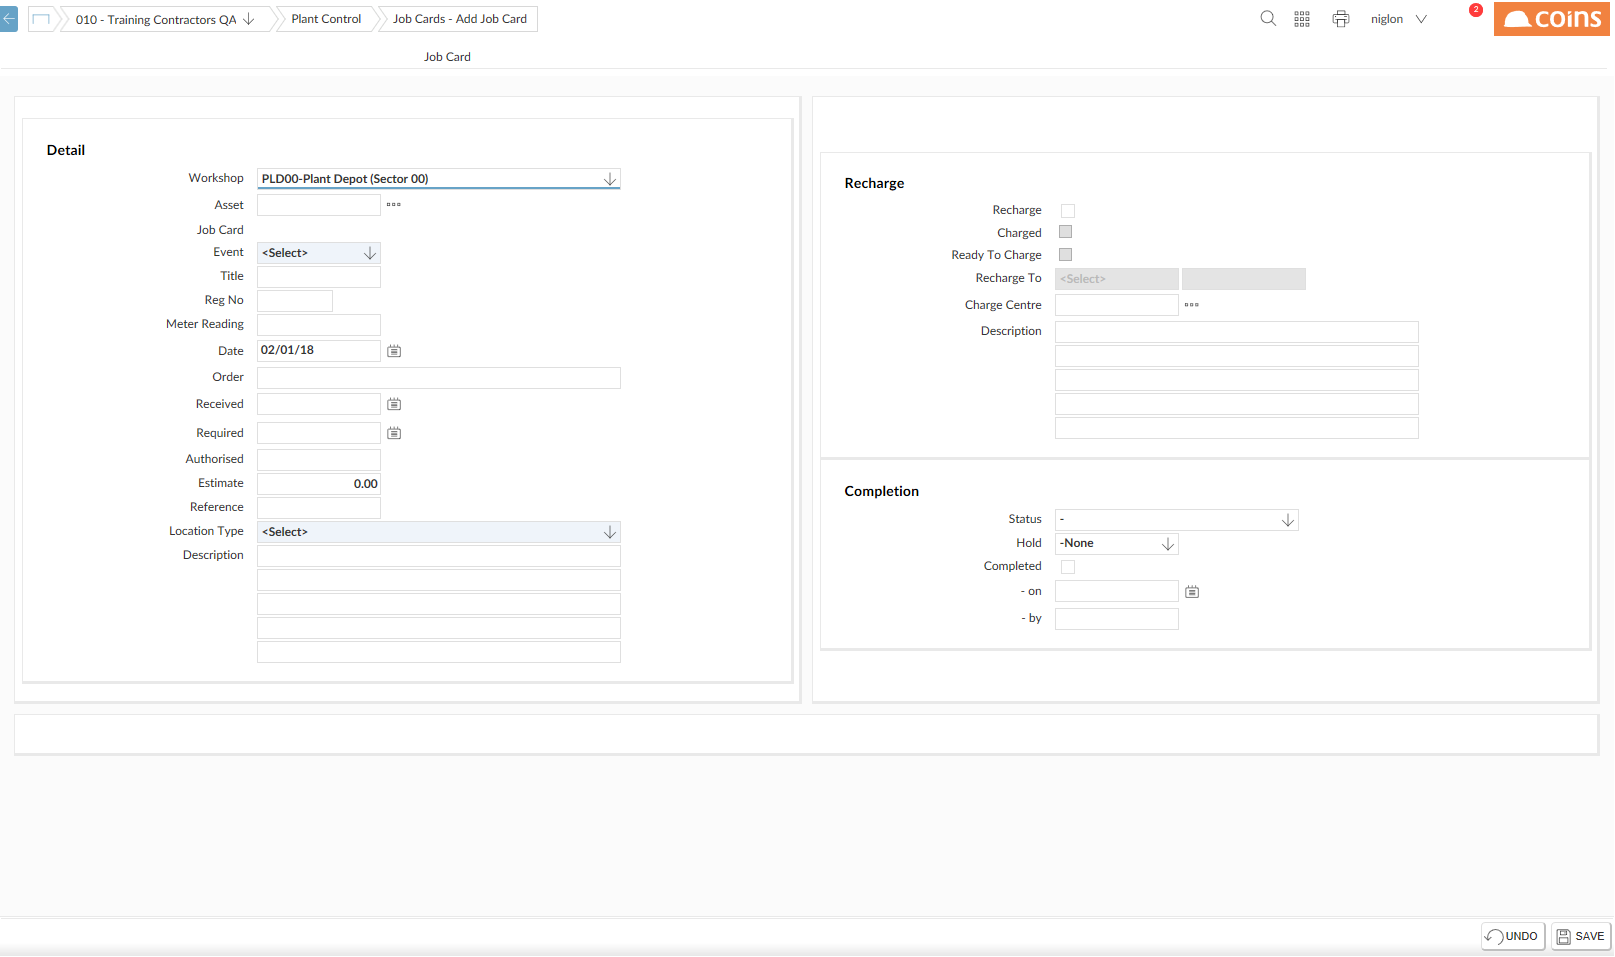 010 - Training Contractors QA
Plant Control
Job Cards - Add Job Card
niglon
2
coins
Job Card
Detail
Workshop PLD00-Plant Depot (Sector 00)
Asset
Job Card
Event <Select>
Title
Reg No
Meter Reading
Date 02/01/18
Order
Received
Required
Authorised
Estimate 0.00
Reference
Location Type <Select>
Description
Recharge
Recharge
Charged
Ready To Charge
Recharge To <Select>
Charge Centre
Description
Completion
Status -
Hold -None
Completed
- on
- by
UNDO
SAVE